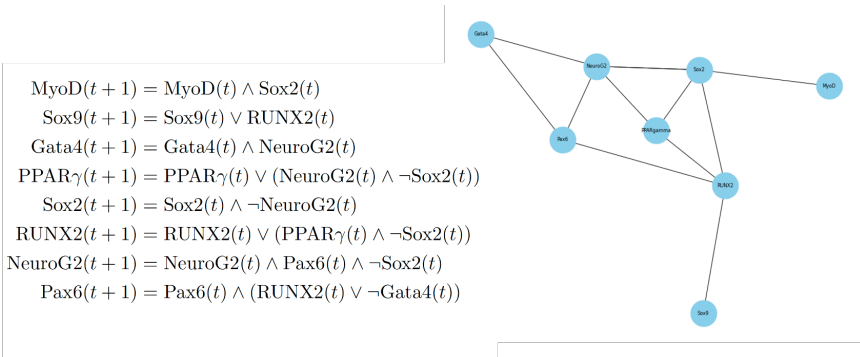 MyoD(t + 1) = MyoD(t) ∧ Sox2(t)
Sox9(t + 1) = Sox9(t) ∨ RUNX2(t)
Gata4(t + 1) = Gata4(t) ∧ NeuroG2(t)
PPARγ(t + 1) = PPARγ(t) ∨ (NeuroG2(t) ∧ ¬Sox2(t))
Sox2(t + 1) = Sox2(t) ∧ ¬NeuroG2(t)
RUNX2(t + 1) = RUNX2(t) ∨ (PPARγ(t) ∧ ¬Sox2(t))
NeuroG2(t + 1) = NeuroG2(t) ∧ Pax6(t) ∧ ¬Sox2(t)
Pax6(t + 1) = Pax6(t) ∧ (RUNX2(t) ∨ ¬Gata4(t))
Gata4
NeuroG2
Sox2
MyoD
PPARgamma
Pax6
RUNX2
Sox9